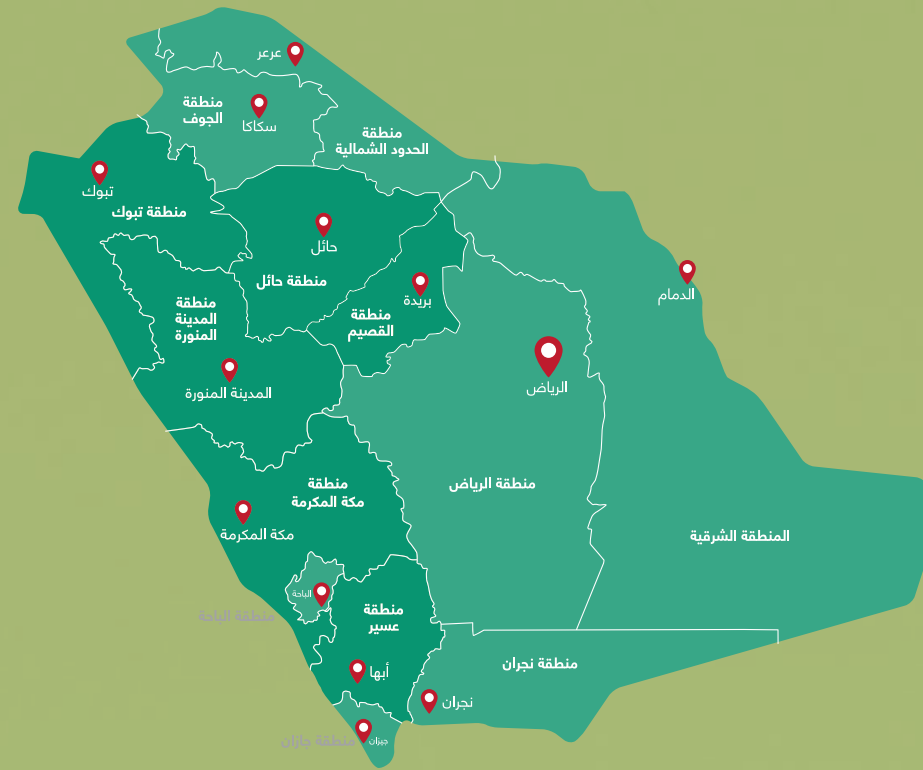 عرعر
منطقة
الجوف
سكاكا
منطقة
الحدود الشمالية
تبوك
منطقة تبوك
حائل
منطقة حائل
بريدة
منطقة
القصيم
الدمام
منطقة
المدينة
المنورة
المدينة المنورة
الرياض
منطقة الرياض
منطقة
مكة المكرمة
مكة المكرمة
المنطقة الشرقية
الباحة
منطقة الباحة
منطقة
عسير
أبها
منطقة نجران
نجران
جيزان
منطقة جازان